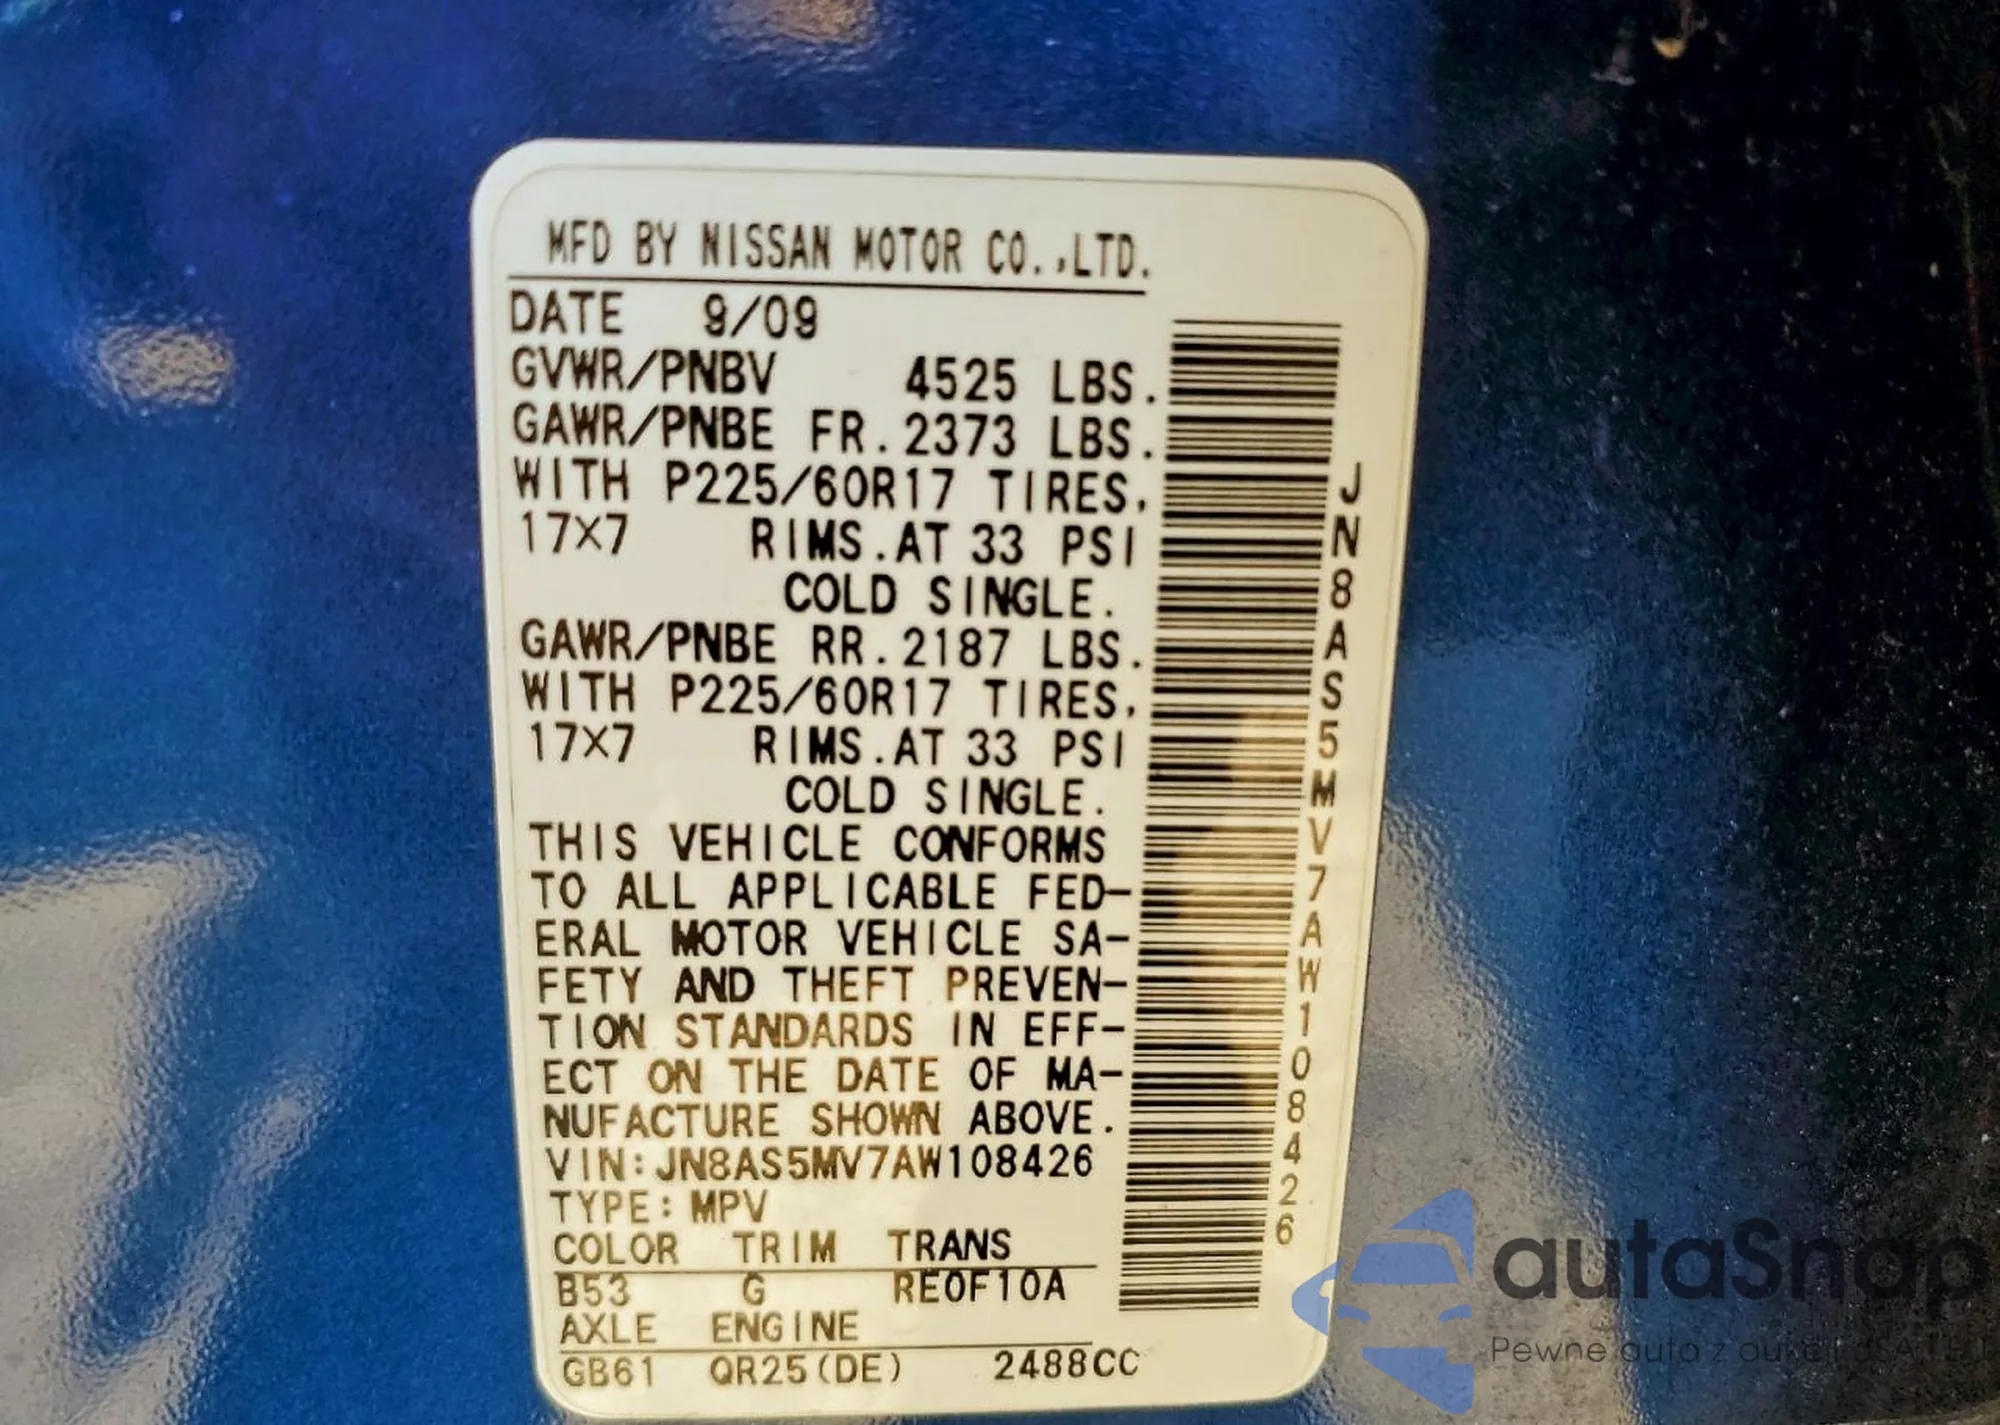 MFD BY NISSAN MOTOR CO.,LTD.
DATE 9/09
GVWR/PNBV 4525 LBS.
GAWR/PNBE FR.2373 LBS.
WITH P225/60R17 TIRES,
17X7 RIMS.AT 33 PSI
COLD SINGLE.
GAWR/PNBE RR.2187 LBS.
WITH P225/60R17 TIRES,
17X7 RIMS.AT 33 PSI
COLD SINGLE.
THIS VEHICLE CONFORMS
TO ALL APPLICABLE FED-
ERAL MOTOR VEHICLE SA-
FETY AND THEFT PREVEN-
TION STANDARDS IN EFF-
ECT ON THE DATE OF MA-
NUFACTURE SHOWN ABOVE.
VIN:JN8AS5MV7AW108426
TYPE:MPV
COLOR TRIM TRANS
B53 G RE0F10A
AXLE ENGINE
GB61 QR25(DE) 2488CC
JN8AS5MV7AW108426
autaSnap
Pewne auta z